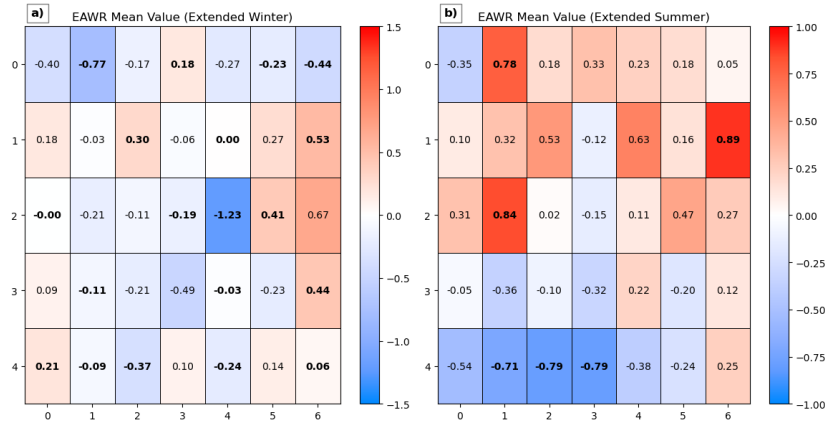 a) EAWR Mean Value (Extended Winter)
0 -0.40 -0.77 -0.17 0.18 -0.27 -0.23 -0.44
1 0.18 -0.03 0.30 -0.06 0.00 0.27 0.53
2 -0.00 -0.21 -0.11 -0.19 -1.23 0.41 0.67
3 0.09 -0.11 -0.21 -0.49 -0.03 -0.23 0.44
4 0.21 -0.09 -0.37 0.10 -0.24 0.14 0.06
0 1 2 3 4 5 6
1.5
1.0
0.5
0.0
−0.5
−1.0
−1.5
b) EAWR Mean Value (Extended Summer)
0 -0.35 0.78 0.18 0.33 0.23 0.18 0.05
1 0.10 0.32 0.53 -0.12 0.63 0.16 0.89
2 0.31 0.84 0.02 -0.15 0.11 0.47 0.27
3 -0.05 -0.36 -0.10 -0.32 0.22 -0.20 0.12
4 -0.54 -0.71 -0.79 -0.79 -0.38 -0.24 0.25
0 1 2 3 4 5 6
1.00
0.75
0.50
0.25
0.00
−0.25
−0.50
−0.75
−1.00